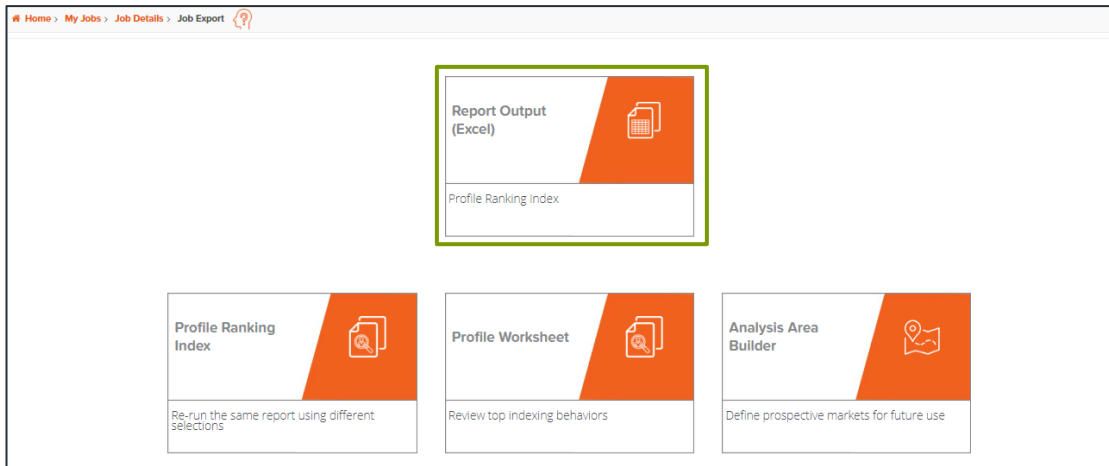 Home > My Jobs > Job Details > Job Export
Report Output
(Excel)
Profile Ranking Index
Profile Ranking
Index
Re-run the same report using different
selections
Profile Worksheet
Review top indexing behaviors
Analysis Area
Builder
Define prospective markets for future use